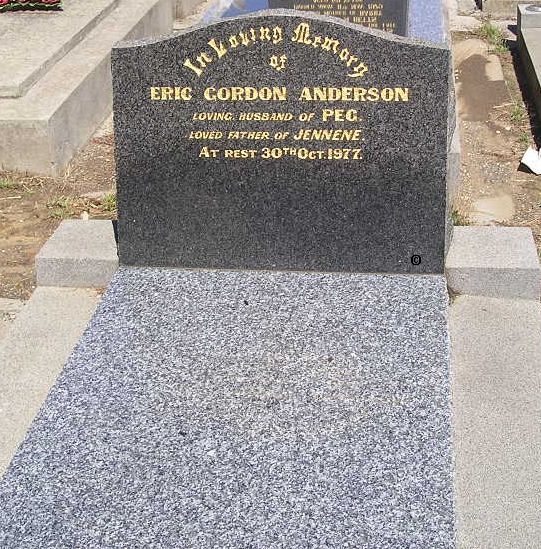 In Loving Memory
of
ERIC GORDON ANDERSON
LOVING HUSBAND OF PEG.
LOVED FATHER OF JENNENE.
AT REST 30TH OCT. 1977.
©